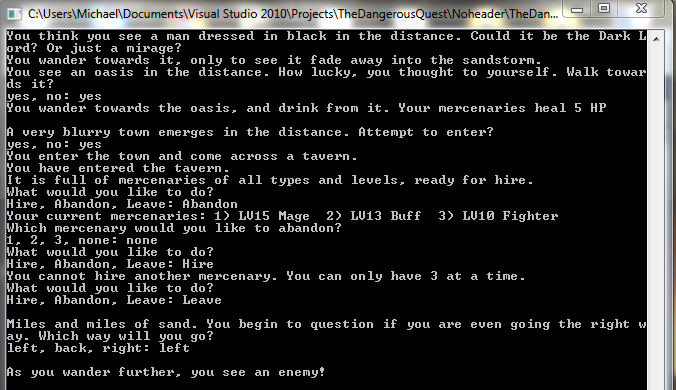 C:\Users\Michael\Documents\Visual Studio 2010\Projects\TheDangerousQuest\Noheader\TheDan...
You think you see a man dressed in black in the distance. Could it be the Dark L
ord? Or just a mirage?
You wander towards it, only to see it fade away into the sandstorm.
You see an oasis in the distance. How lucky, you thought to yourself. Walk towar
ds it?
yes, no: yes
You wander towards the oasis, and drink from it. Your mercenaries heal 5 HP
A very blurry town emerges in the distance. Attempt to enter?
yes, no: yes
You enter the town and come across a tavern.
You have entered the tavern.
It is full of mercenaries of all types and levels, ready for hire.
What would you like to do?
Hire, Abandon, Leave: Abandon
Your current mercenaries: 1) LV15 Mage  2) LV13 Buff  3) LV10 Fighter
Which mercenary would you like to abandon?
1, 2, 3, none: none
What would you like to do?
Hire, Abandon, Leave: Hire
You cannot hire another mercenary. You can only have 3 at a time.
What would you like to do?
Hire, Abandon, Leave: Leave
Miles and miles of sand. You begin to question if you are even going the right w
ay. Which way will you go?
left, back, right: left
As you wander further, you see an enemy!